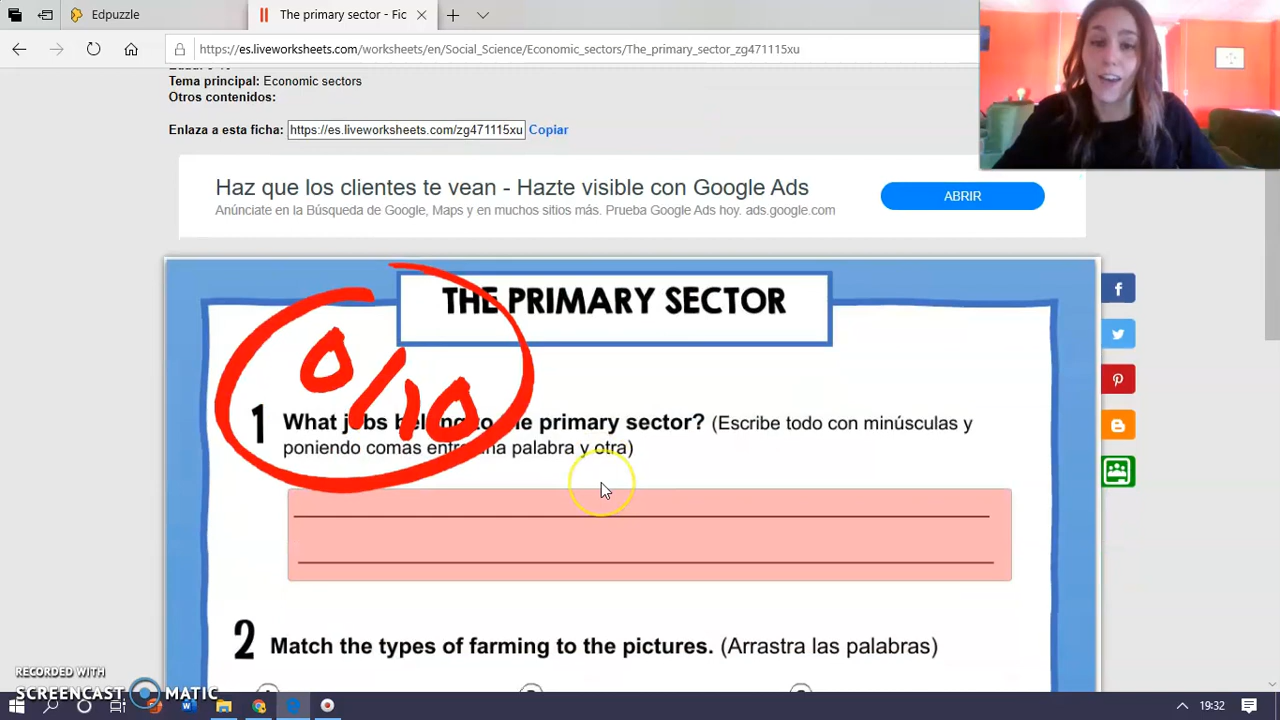 Edpuzzle
The primary sector - Fic
https://es.liveworksheets.com/worksheets/en/Social_Science/Economic_sectors/The_primary_sector_zg471115xu
Tema principal: Economic sectors
Otros contenidos:
Enlaza a esta ficha: https://es.liveworksheets.com/zg471115xu Copiar
Haz que los clientes te vean - Hazte visible con Google Ads
Anúnciate en la Búsqueda de Google, Maps y en muchos sitios más. Prueba Google Ads hoy. ads.google.com
ABRIR
THE PRIMARY SECTOR
0/10
1 What jobs belong to the primary sector? (Escribe todo con minúsculas y
poniendo comas entre una palabra y otra)
2 Match the types of farming to the pictures. (Arrastra las palabras)
RECORDED WITH
SCREENCAST MATIC
19:32